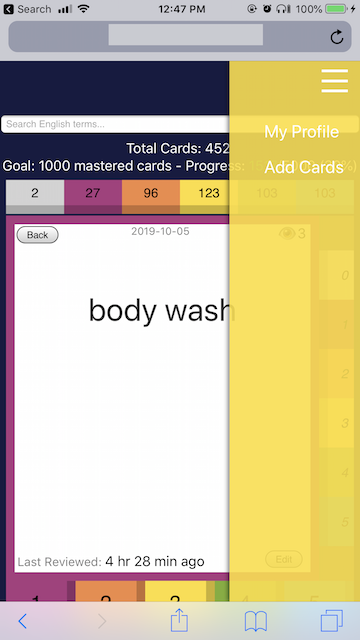 Search 12:47 PM 100%
Search English terms...
My Profile
Total Cards: 452
Add Cards
Goal: 1000 mastered cards - Progress:
2 27 96 123 103 103
Back 2019-10-05 3
body wash
0
1
2
3
4
5
Last Reviewed: 4 hr 28 min ago Edit
1 2 3 4 5